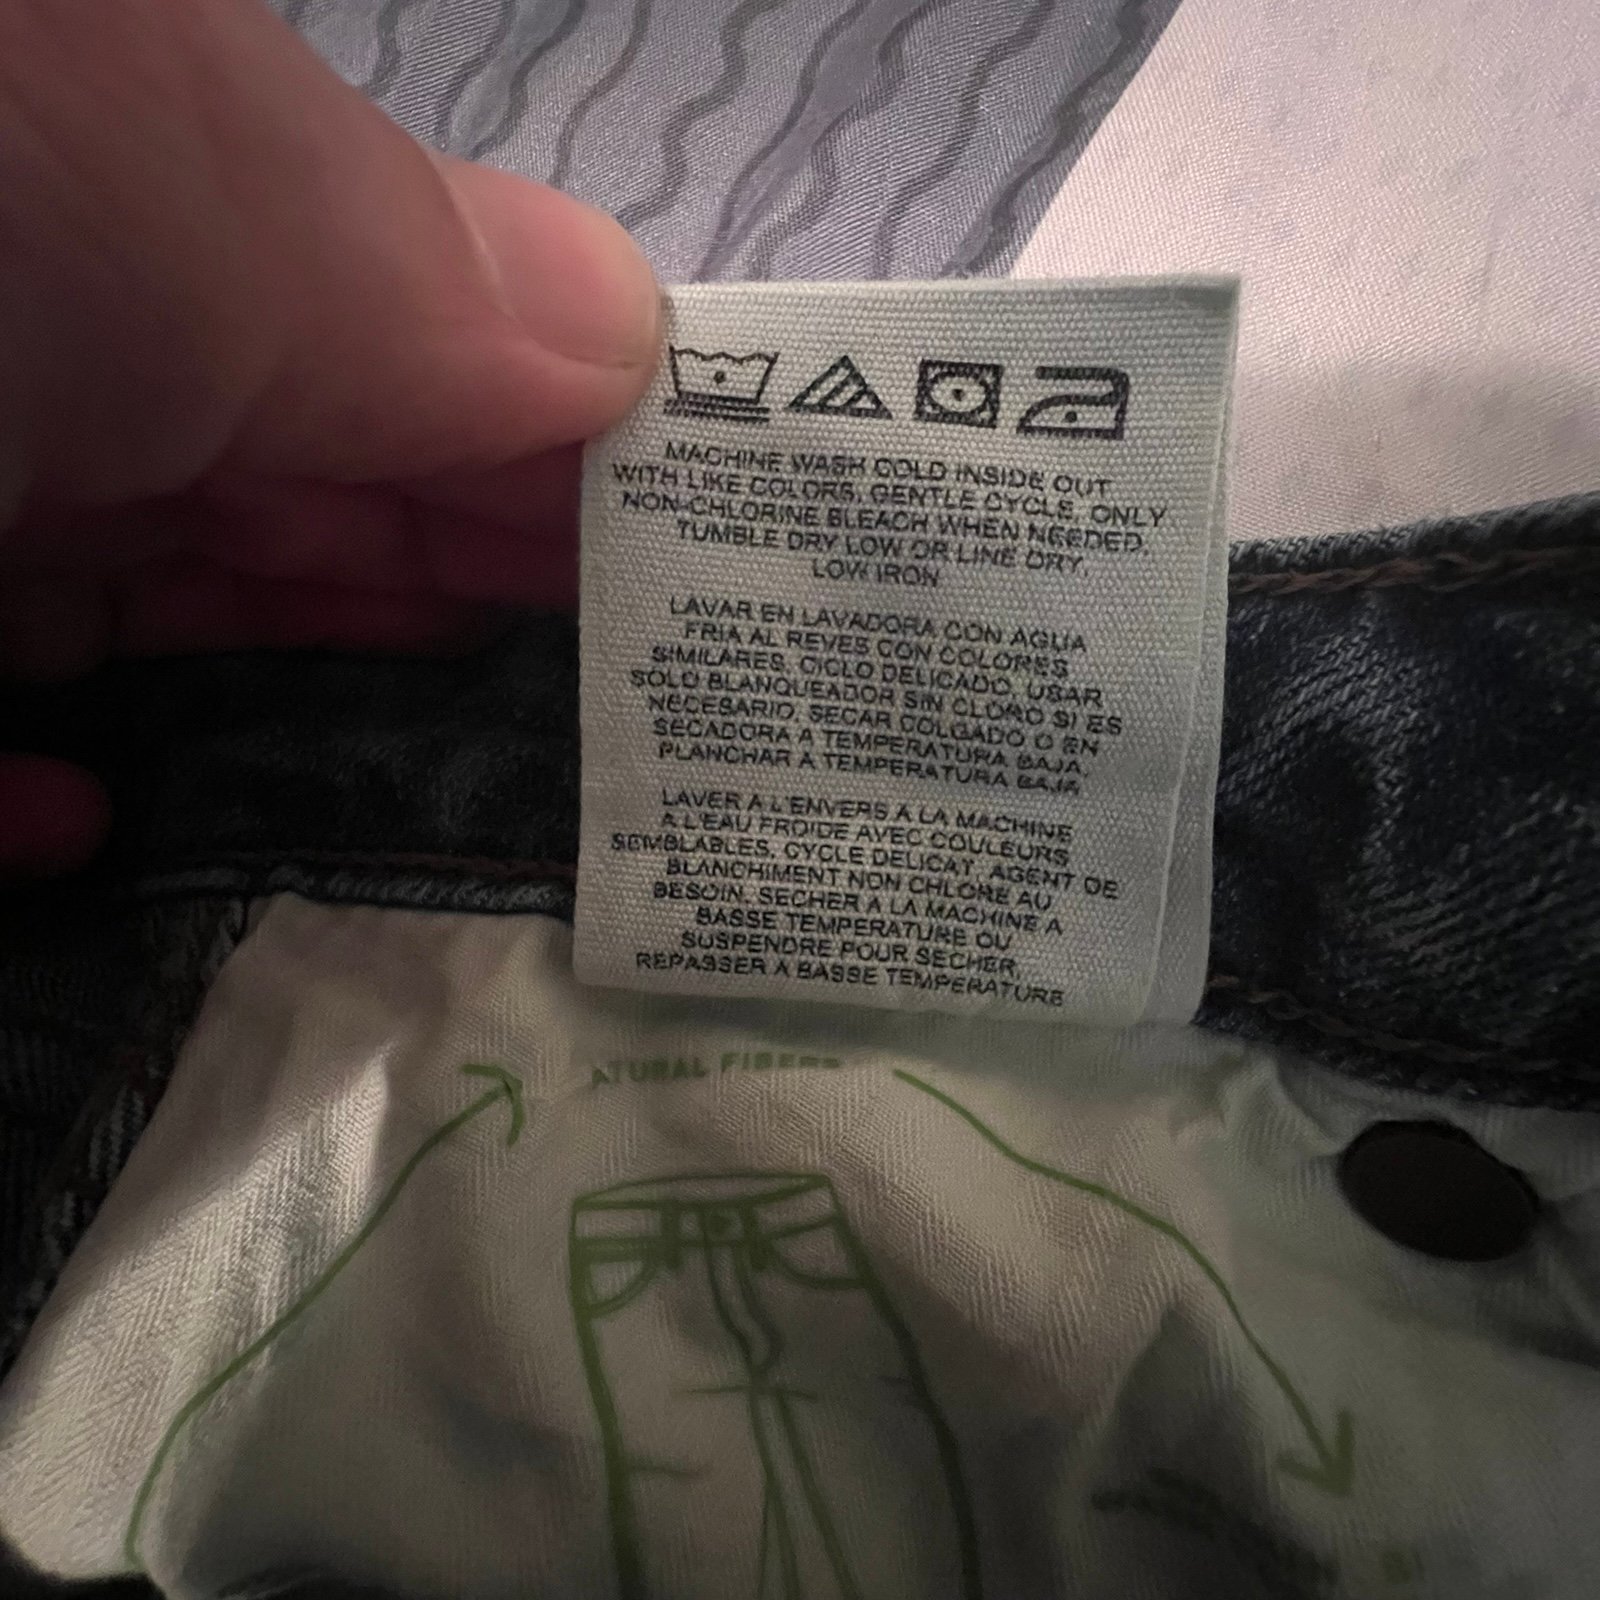 MACHINE WASH COLD INSIDE OUT
WITH LIKE COLORS, GENTLE CYCLE, ONLY
NON-CHLORINE BLEACH WHEN NEEDED,
TUMBLE DRY LOW OR LINE DRY,
LOW IRON
LAVAR EN LAVADORA CON AGUA
FRIA AL REVES CON COLORES
SIMILARES, CICLO DELICADO, USAR
SOLO BLANQUEADOR SIN CLORO SI ES
NECESARIO, SECAR COLGADO O EN
SECADORA A TEMPERATURA BAJA,
PLANCHAR A TEMPERATURA BAJA
LAVER A L'ENVERS A LA MACHINE
A L'EAU FROIDE AVEC COULEURS
SEMBLABLES, CYCLE DELICAT, AGENT DE
BLANCHIMENT NON CHLORE AU
BESOIN, SECHER A LA MACHINE A
BASSE TEMPERATURE OU
SUSPENDRE POUR SECHER,
REPASSER A BASSE TEMPERATURE
ATURAL FIBERS